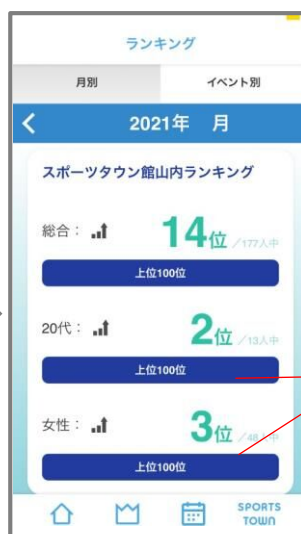 ランキング
月別 イベント別
2021年 月
スポーツタウン館山内ランキング
総合： 14位 /177人中
上位100位
20代： 2位 /13人中
上位100位
女性： 3位 /48人中
上位100位
SPORTS
TOWN